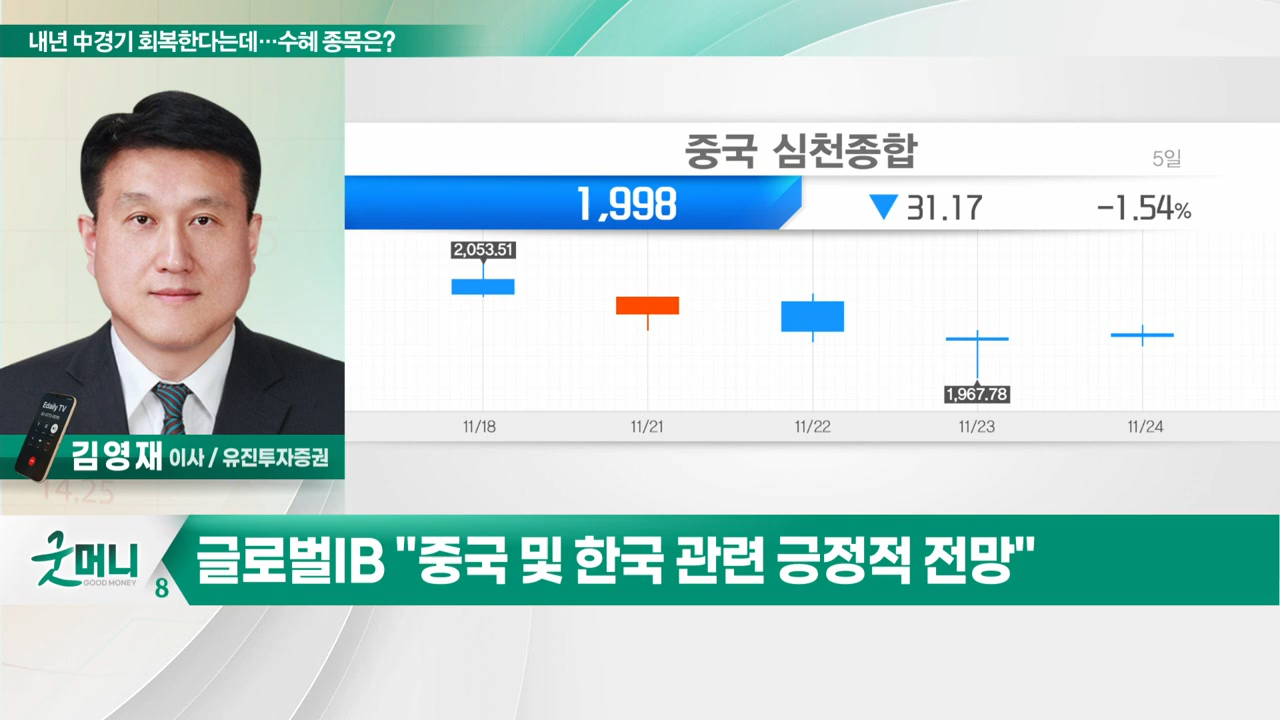 내년 中경기 회복한다는데…수혜 종목은?
중국 심천종합
5일
1,998 ▼ 31.17 -1.54%
2,053.51
1,967.78
11/18 11/21 11/22 11/23 11/24
Edaily TV
김영재 이사 / 유진투자증권
14.25
굿머니
GOOD MONEY
8
글로벌IB "중국 및 한국 관련 긍정적 전망"